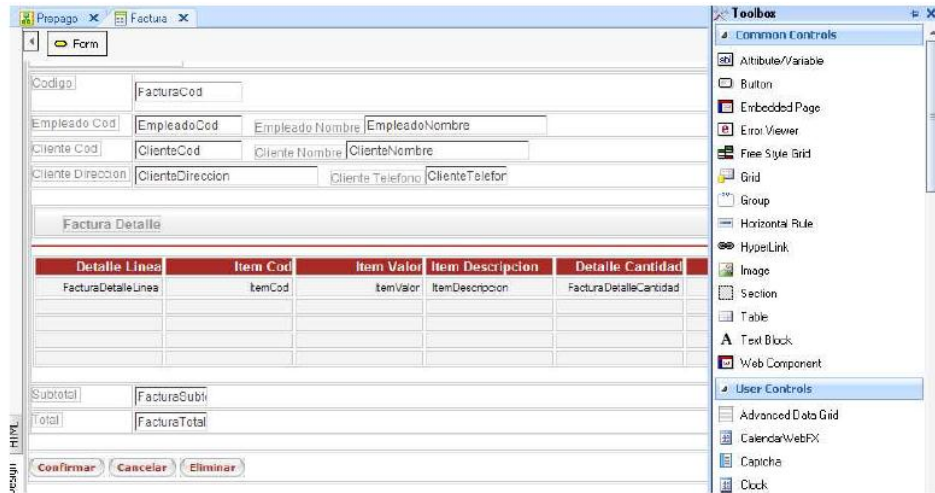 Prepago Factura
Form
Codigo FacturaCod
Empleado Cod EmpleadoCod Empleado Nombre EmpleadoNombre
Cliente Cod ClienteCod Cliente Nombre ClienteNombre
Cliente Direccion ClienteDireccion Cliente Telefono ClienteTelefor
Factura Detalle
Detalle Linea Item Cod Item Valor Item Descripcion Detalle Cantidad
FacturaDetalleLinea ItemCod ItemValor ItemDescripcion FacturaDetalleCantidad
Subtotal FacturaSubt
Total FacturaTotal
Confirmar Cancelar Eliminar
HTML
Design
Toolbox
Common Controls
Attribute/Variable
Button
Embedded Page
Error Viewer
Free Style Grid
Grid
Group
Horizontal Rule
HyperLink
Image
Section
Table
Text Block
Web Component
User Controls
Advanced Data Grid
CalendarWebFX
Captcha
Clock